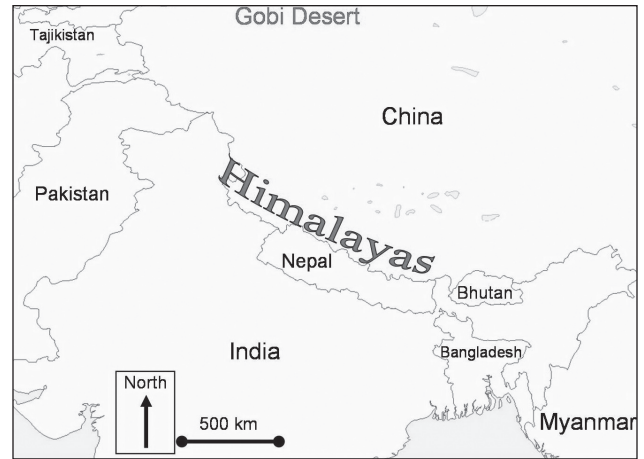 Gobi Desert
Tajikistan
China
Pakistan
Himalayas
Nepal
Bhutan
India
Bangladesh
North
500 km
Myanmar